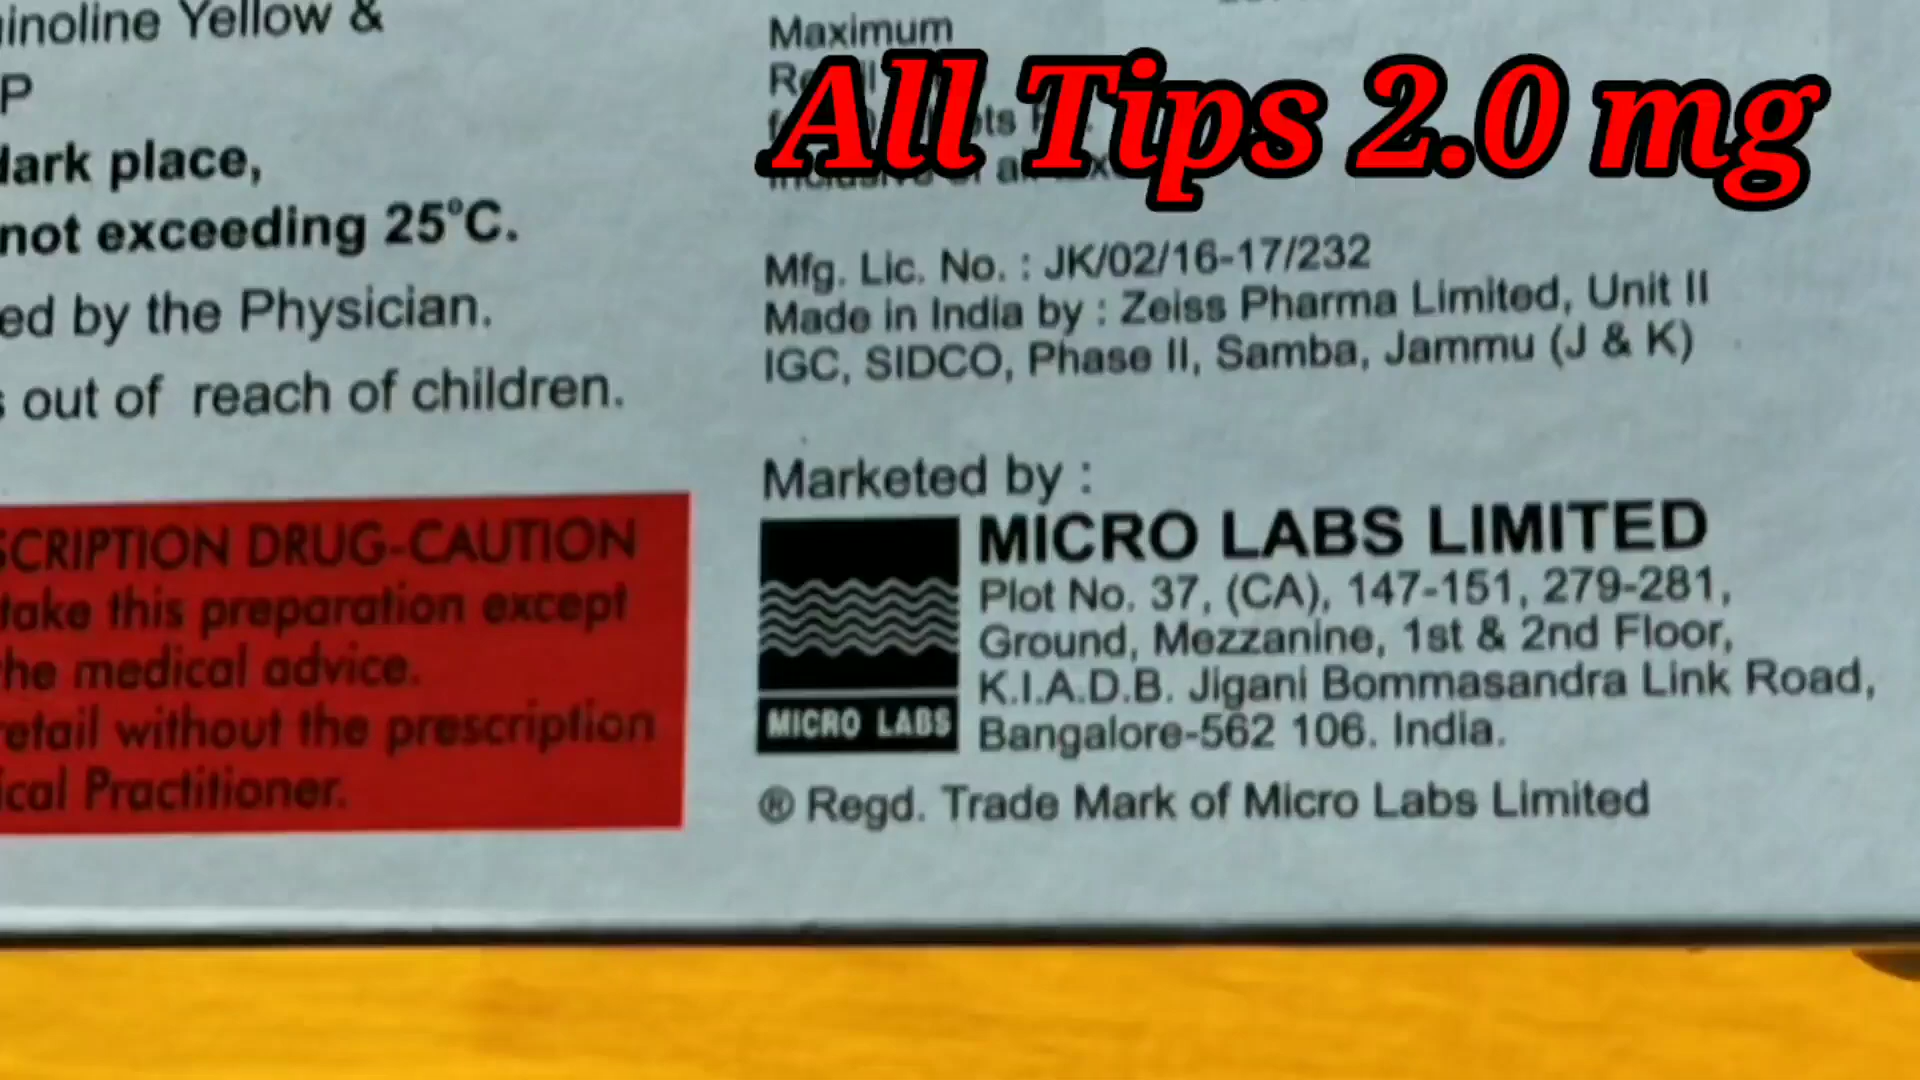 inoline Yellow &
P
dark place,
not exceeding 25°C.
ed by the Physician.
s out of reach of children.
SCRIPTION DRUG-CAUTION
take this preparation except
the medical advice.
retail without the prescription
ical Practitioner.
Maximum
All Tips 2.0 mg
Mfg. Lic. No. : JK/02/16-17/232
Made in India by : Zeiss Pharma Limited, Unit II
IGC, SIDCO, Phase II, Samba, Jammu (J & K)
Marketed by :
MICRO LABS LIMITED
Plot No. 37, (CA), 147-151, 279-281,
Ground, Mezzanine, 1st & 2nd Floor,
K.I.A.D.B. Jigani Bommasandra Link Road,
Bangalore-562 106. India.
MICRO LABS
® Regd. Trade Mark of Micro Labs Limited